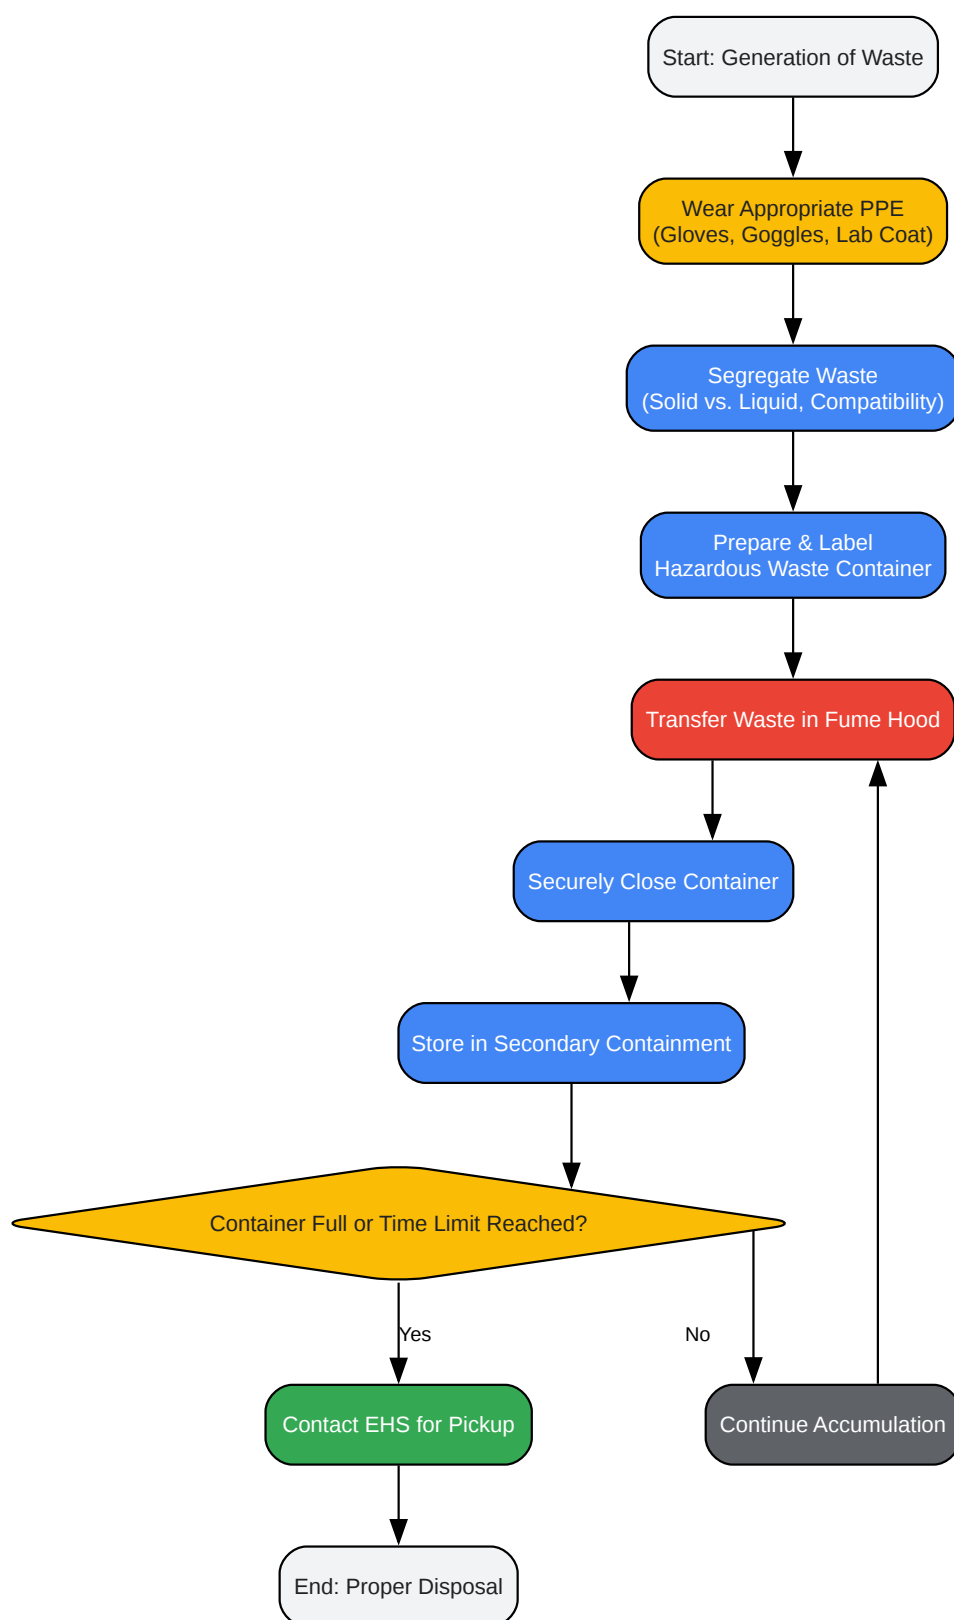 Start: Generation of Waste
Wear Appropriate PPE
(Gloves, Goggles, Lab Coat)
Segregate Waste
(Solid vs. Liquid, Compatibility)
Prepare & Label
Hazardous Waste Container
Transfer Waste in Fume Hood
Securely Close Container
Store in Secondary Containment
Container Full or Time Limit Reached?
Yes
No
Contact EHS for Pickup
Continue Accumulation
End: Proper Disposal